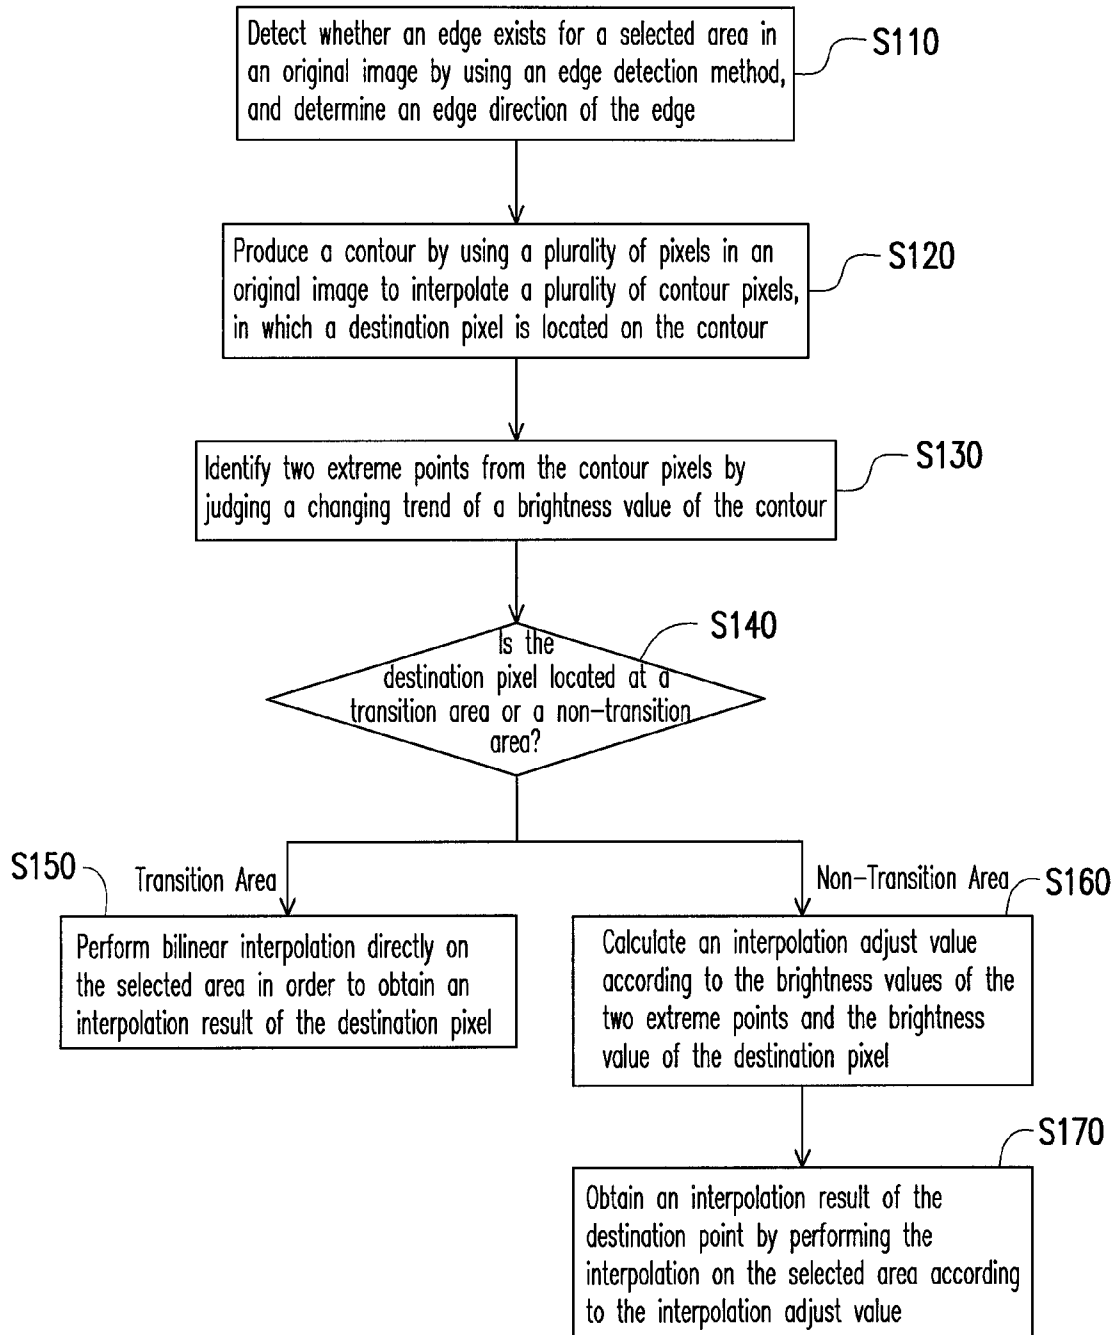 Detect whether an edge exists for a selected area in
an original image by using an edge detection method,
and determine an edge direction of the edge
S110
Produce a contour by using a plurality of pixels in an
original image to interpolate a plurality of contour pixels,
in which a destination pixel is located on the contour
S120
Identify two extreme points from the contour pixels by
judging a changing trend of a brightness value of the contour
S130
S140
Is the
destination pixel located at a
transition area or a non-transition
area?
S150
Transition Area
Perform bilinear interpolation directly on
the selected area in order to obtain an
interpolation result of the destination pixel
Non-Transition Area
S160
Calculate an interpolation adjust value
according to the brightness values of the
two extreme points and the brightness
value of the destination pixel
S170
Obtain an interpolation result of the
destination point by performing the
interpolation on the selected area according
to the interpolation adjust value